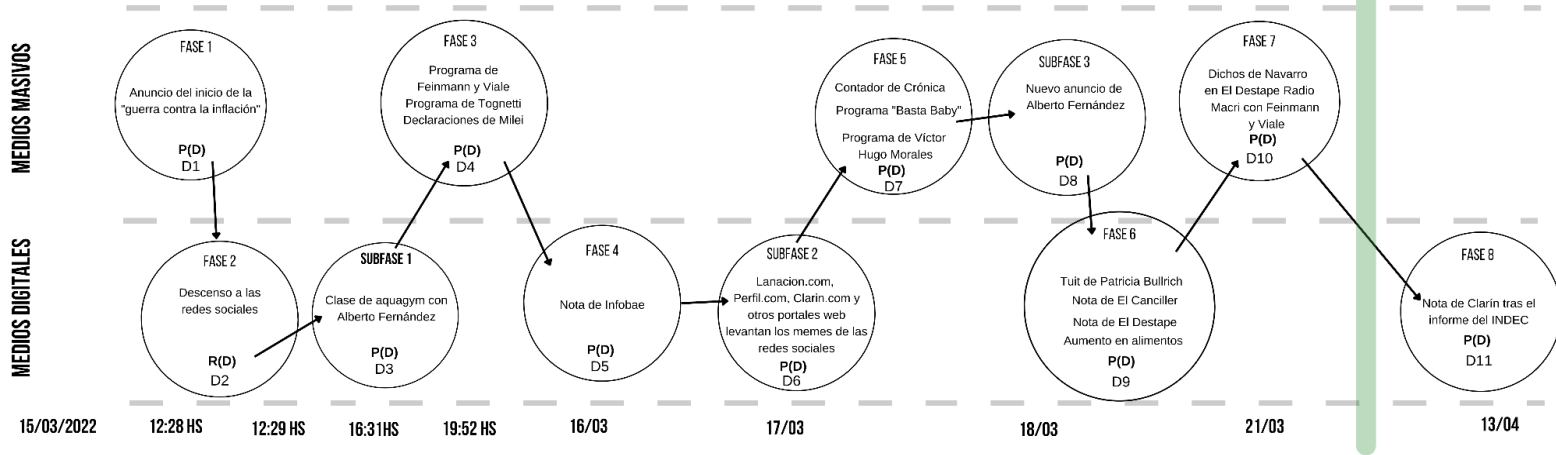 MEDIOS MASIVOS
FASE 1
Anuncio del inicio de la
"guerra contra la inflación"
P(D)
D1
FASE 3
Programa de
Feinmann y Viale
Programa de Tognetti
Declaraciones de Milei
P(D)
D4
FASE 5
Contador de Crónica
Programa "Basta Baby"
Programa de Víctor
Hugo Morales
P(D)
D7
SUBFASE 3
Nuevo anuncio de
Alberto Fernández
P(D)
D8
FASE 7
Dichos de Navarro
en El Destape Radio
Macri con Feinmann
y Viale
P(D)
D10
MEDIOS DIGITALES
FASE 2
Descenso a las
redes sociales
R(D)
D2
SUBFASE 1
Clase de aquagym con
Alberto Fernández
P(D)
D3
FASE 4
Nota de Infobae
P(D)
D5
SUBFASE 2
Lanacion.com,
Perfil.com, Clarin.com y
otros portales web
levantan los memes de las
redes sociales
P(D)
D6
FASE 6
Tuit de Patricia Bullrich
Nota de El Canciller
Nota de El Destape
Aumento en alimentos
P(D)
D9
FASE 8
Nota de Clarín tras el
informe del INDEC
P(D)
D11
15/03/2022
12:28 HS
12:29 HS
16:31HS
19:52 HS
16/03
17/03
18/03
21/03
13/04